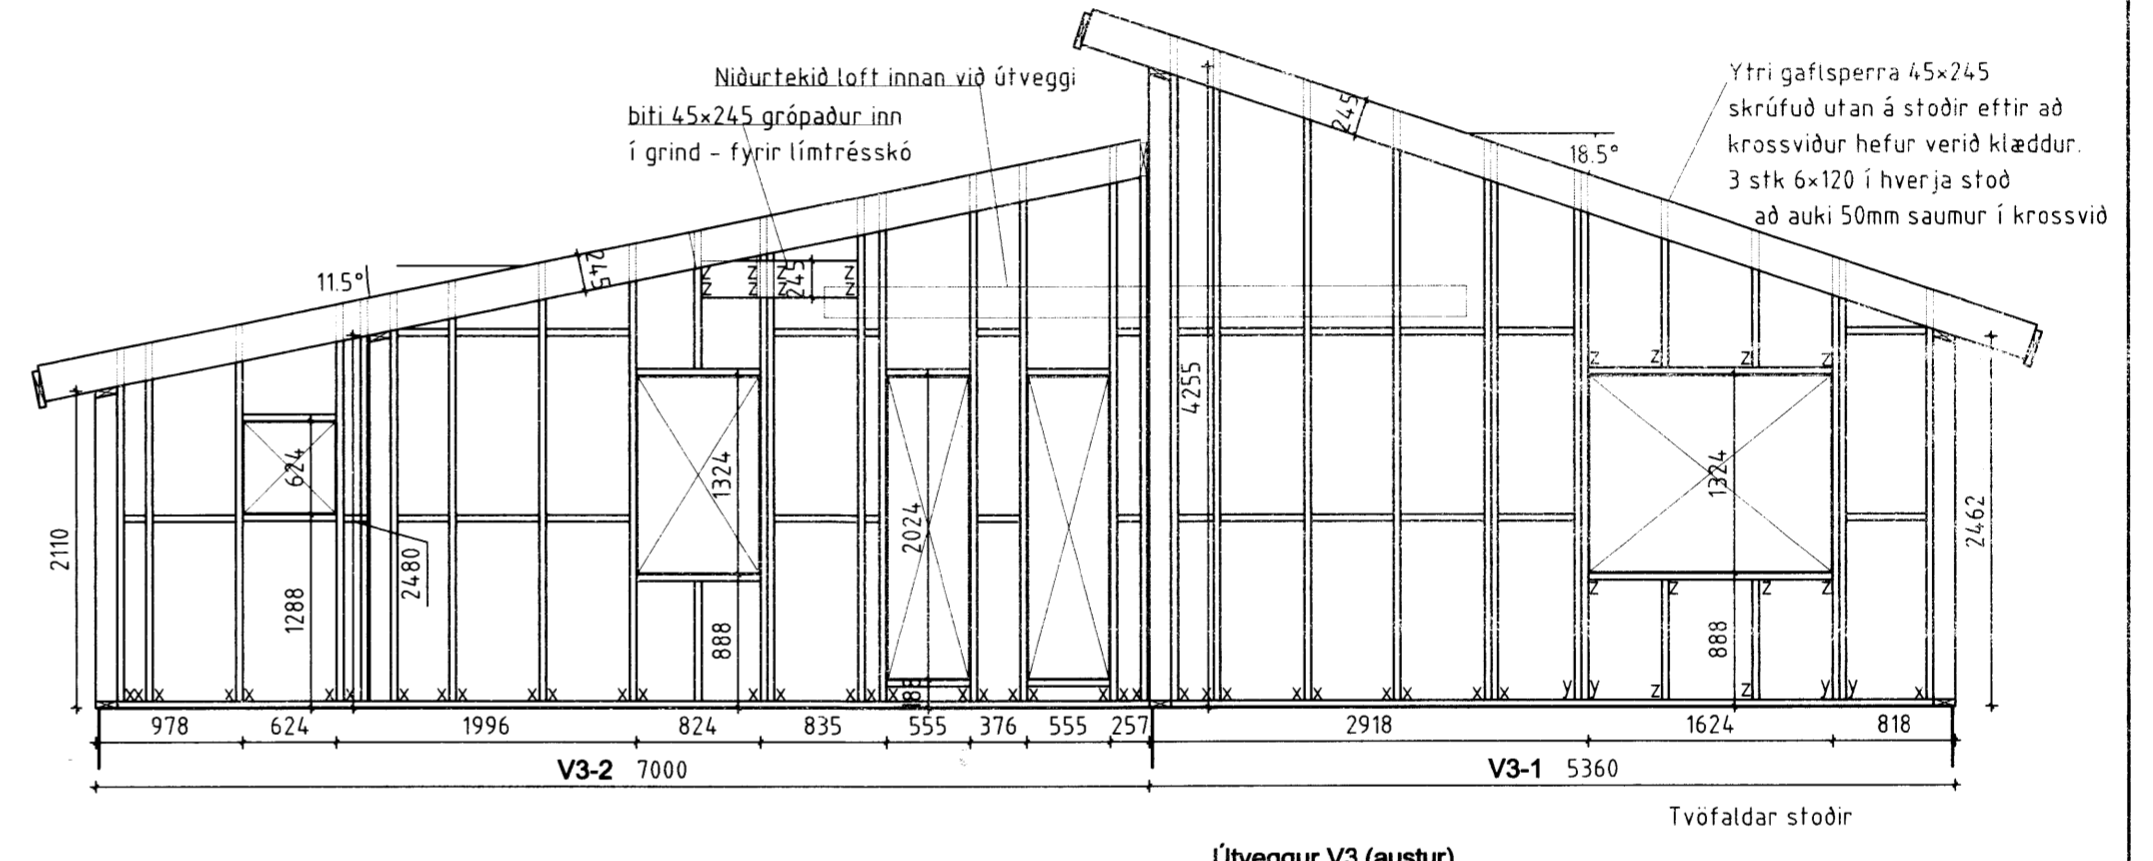 Niðurtekið loft innan við útveggi
biti 45×245 grópaður inn
í grind - fyrir límtrésskó
Ytri gaflsperra 45×245
skrúfuð utan á stoðir eftir að
krossviður hefur verið klæddur.
3 stk 6×120 í hverja stoð
að auki 50mm saumur í krossvið
11.5°
245
245
245
18.5°
z z z z
z z z z
z z z z
2110
624
1288
2480
1324
888
2024
188
4255
1324
888
2462
z z z z
x x x x x x x x x x x x x x x x x x x x x x x x x x x x y y z z y y x
978 624 1996 824 835 555 376 555 257 2918 1624 818
V3-2 7000 V3-1 5360
Tvöfaldar stoðir
Útveggur V3 (austur)